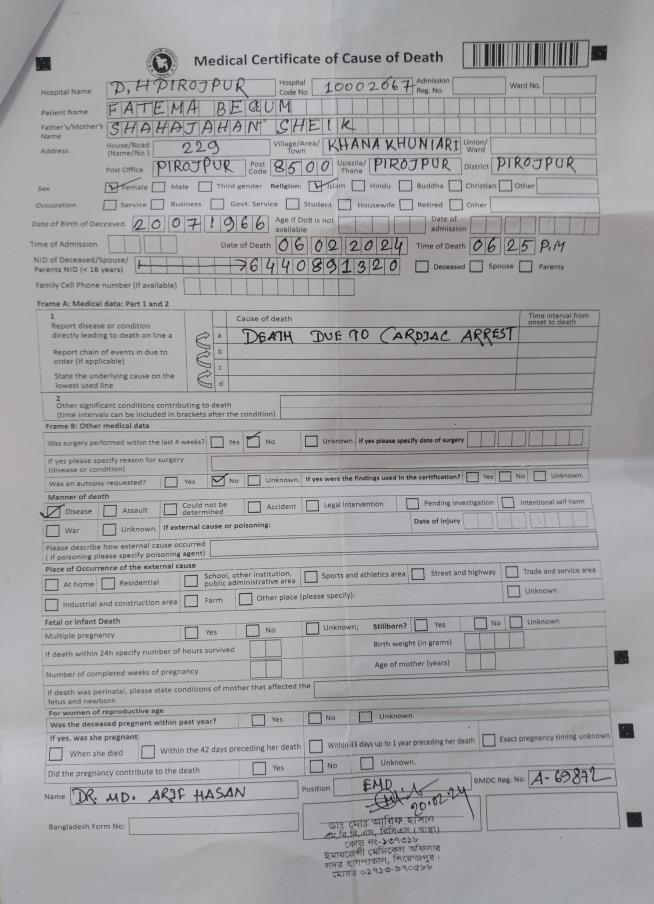 Medical Certificate of Cause of Death
Hospital Name D,H PIROJPUR Hospital Code No. 10002667 Admission Reg. No. Ward No.
Patient Name FATEMA BEGUM
Father's/Mother's Name SHAHAJAHAN SHEIK
Address House/Road (Name/No.) 229 Village/Area/Town KHANAKHUNIARI Union/Ward
Post Office PIROJPUR Post Code 8500 Upazila/Thana PIROJPUR District PIROJPUR
Sex Female Male Third gender Religion: Islam Hindu Buddha Christian Other
Occupation Service Business Govt. Service Student Housewife Retired Other
Date of Birth of Deceased 20071966 Age if DoB is not available Date of admission
Time of Admission Date of Death 06022024 Time of Death 0625 P.M
NID of Deceased/Spouse/Parents NID (< 18 years) 6440891320 Deceased Spouse Parents
Family Cell Phone number (if available)
Frame A: Medical data: Part 1 and 2
1 Cause of death Time interval from onset to death
Report disease or condition directly leading to death on line a a DEATH DUE TO CARDIAC ARREST
Report chain of events in due to order (if applicable) b
c
State the underlying cause on the lowest used line d
2
Other significant conditions contributing to death
(time intervals can be included in brackets after the condition)
Frame B: Other medical data
Was surgery performed within the last 4 weeks? Yes No Unknown. If yes please specify date of surgery
If yes please specify reason for surgery (disease or condition)
Was an autopsy requested? Yes No Unknown. If yes were the findings used in the certification? Yes No Unknown.
Manner of death
Disease Assault Could not be determined Accident Legal Intervention Pending investigation Intentional self harm
War Unknown. If external cause or poisoning: Date of injury
Please describe how external cause occurred
( if poisoning please specify poisoning agent)
Place of Occurrence of the external cause
At home Residential School, other institution, public administrative area Sports and athletics area Street and highway Trade and service area
Industrial and construction area Farm Other place (please specify): Unknown
Fetal or Infant Death
Multiple pregnancy Yes No Unknown; Stillborn? Yes No Unknown
If death within 24h specify number of hours survived Birth weight (in grams)
Number of completed weeks of pregnancy Age of mother (years)
If death was perinatal, please state conditions of mother that affected the fetus and newborn
For women of reproductive age
Was the deceased pregnant within past year? Yes No Unknown.
If yes, was she pregnant
When she died Within the 42 days preceding her death Within 43 days up to 1 year preceding her death Exact pregnancy timing unknown
Did the pregnancy contribute to the death Yes No Unknown.
Name DR. MD. ARIF HASAN Position EMD BMDC Reg. No. A-69872
20.02.24
Bangladesh Form No:
ডাঃ মোঃ আরিফ হাসান
এম.বি.বি.এস, বিসিএস (স্বাস্থ্য)
কোড নং-১৩৭৩১৮
ইমারজেন্সী মেডিকেল অফিসার
সদর হাসপাতাল, পিরোজপুর।